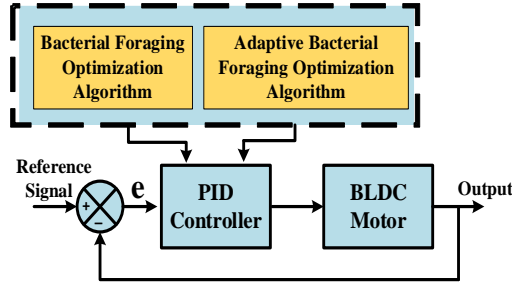 Bacterial Foraging
Optimization
Algorithm
Adaptive Bacterial
Foraging Optimization
Algorithm
Reference
Signal
+
−
e
PID
Controller
BLDC
Motor
Output